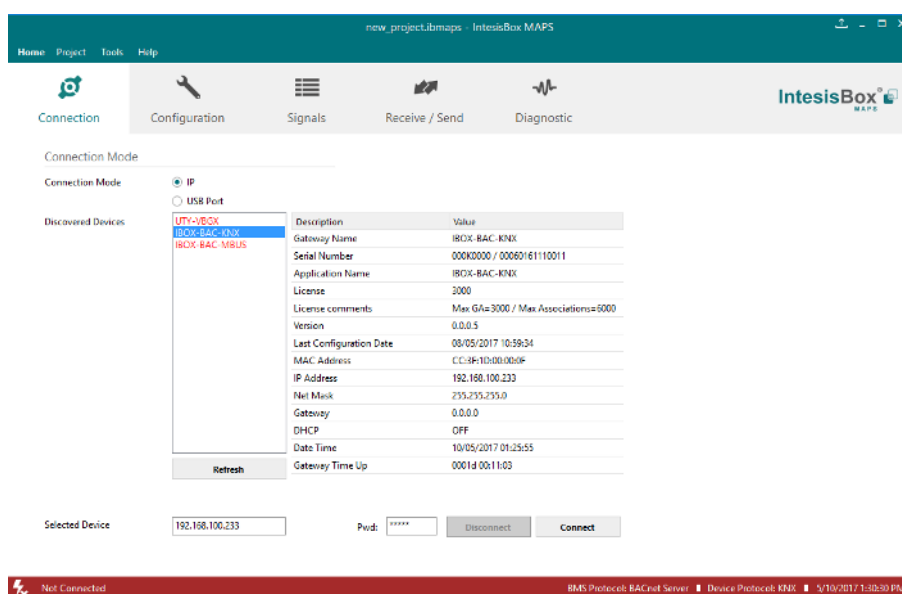 new_project.ibmaps - IntesisBox MAPS
Home Project Tools Help
Connection Configuration Signals Receive / Send Diagnostic
IntesisBox®
MAPS
Connection Mode
Connection Mode IP
USB Port
Discovered Devices
UTY-VBGX
IBOX-BAC-KNX
IBOX-BAC-MBUS
Description Value
Gateway Name IBOX-BAC-KNX
Serial Number 000K0000 / 00060161110011
Application Name IBOX-BAC-KNX
License 3000
License comments Max GA=3000 / Max Associations=6000
Version 0.0.0.5
Last Configuration Date 08/05/2017 10:59:34
MAC Address CC:3F:1D:00:00:0F
IP Address 192.168.100.233
Net Mask 255.255.255.0
Gateway 0.0.0.0
DHCP OFF
Date Time 10/05/2017 01:25:55
Gateway Time Up 0001d 00:11:03
Refresh
Selected Device 192.168.100.233 Pwd: ***** Disconnect Connect
Not Connected BMS Protocol: BACnet Server Device Protocol: KNX 5/10/2017 1:30:30 PM